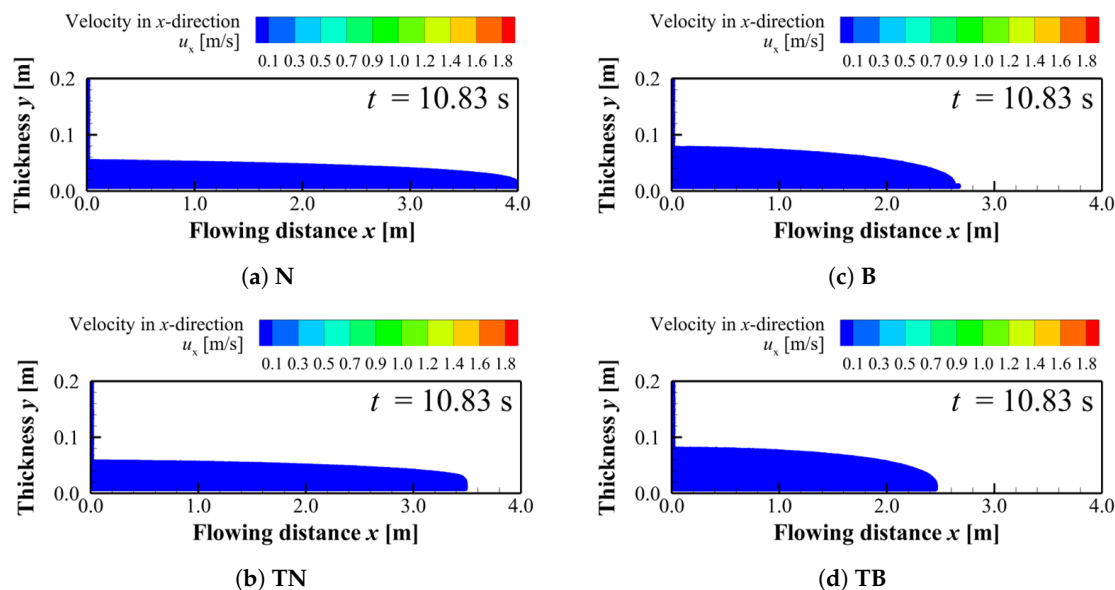 Velocity in x-direction
u_x [m/s]
0.1 0.3 0.5 0.7 0.9 1.0 1.2 1.4 1.6 1.8
t = 10.83 s
Thickness y [m]
0.2
0.1
0.0
0.0 1.0 2.0 3.0 4.0
Flowing distance x [m]
(a) N
Velocity in x-direction
u_x [m/s]
0.1 0.3 0.5 0.7 0.9 1.0 1.2 1.4 1.6 1.8
t = 10.83 s
Thickness y [m]
0.2
0.1
0.0
0.0 1.0 2.0 3.0 4.0
Flowing distance x [m]
(c) B
Velocity in x-direction
u_x [m/s]
0.1 0.3 0.5 0.7 0.9 1.0 1.2 1.4 1.6 1.8
t = 10.83 s
Thickness y [m]
0.2
0.1
0.0
0.0 1.0 2.0 3.0 4.0
Flowing distance x [m]
(b) TN
Velocity in x-direction
u_x [m/s]
0.1 0.3 0.5 0.7 0.9 1.0 1.2 1.4 1.6 1.8
t = 10.83 s
Thickness y [m]
0.2
0.1
0.0
0.0 1.0 2.0 3.0 4.0
Flowing distance x [m]
(d) TB